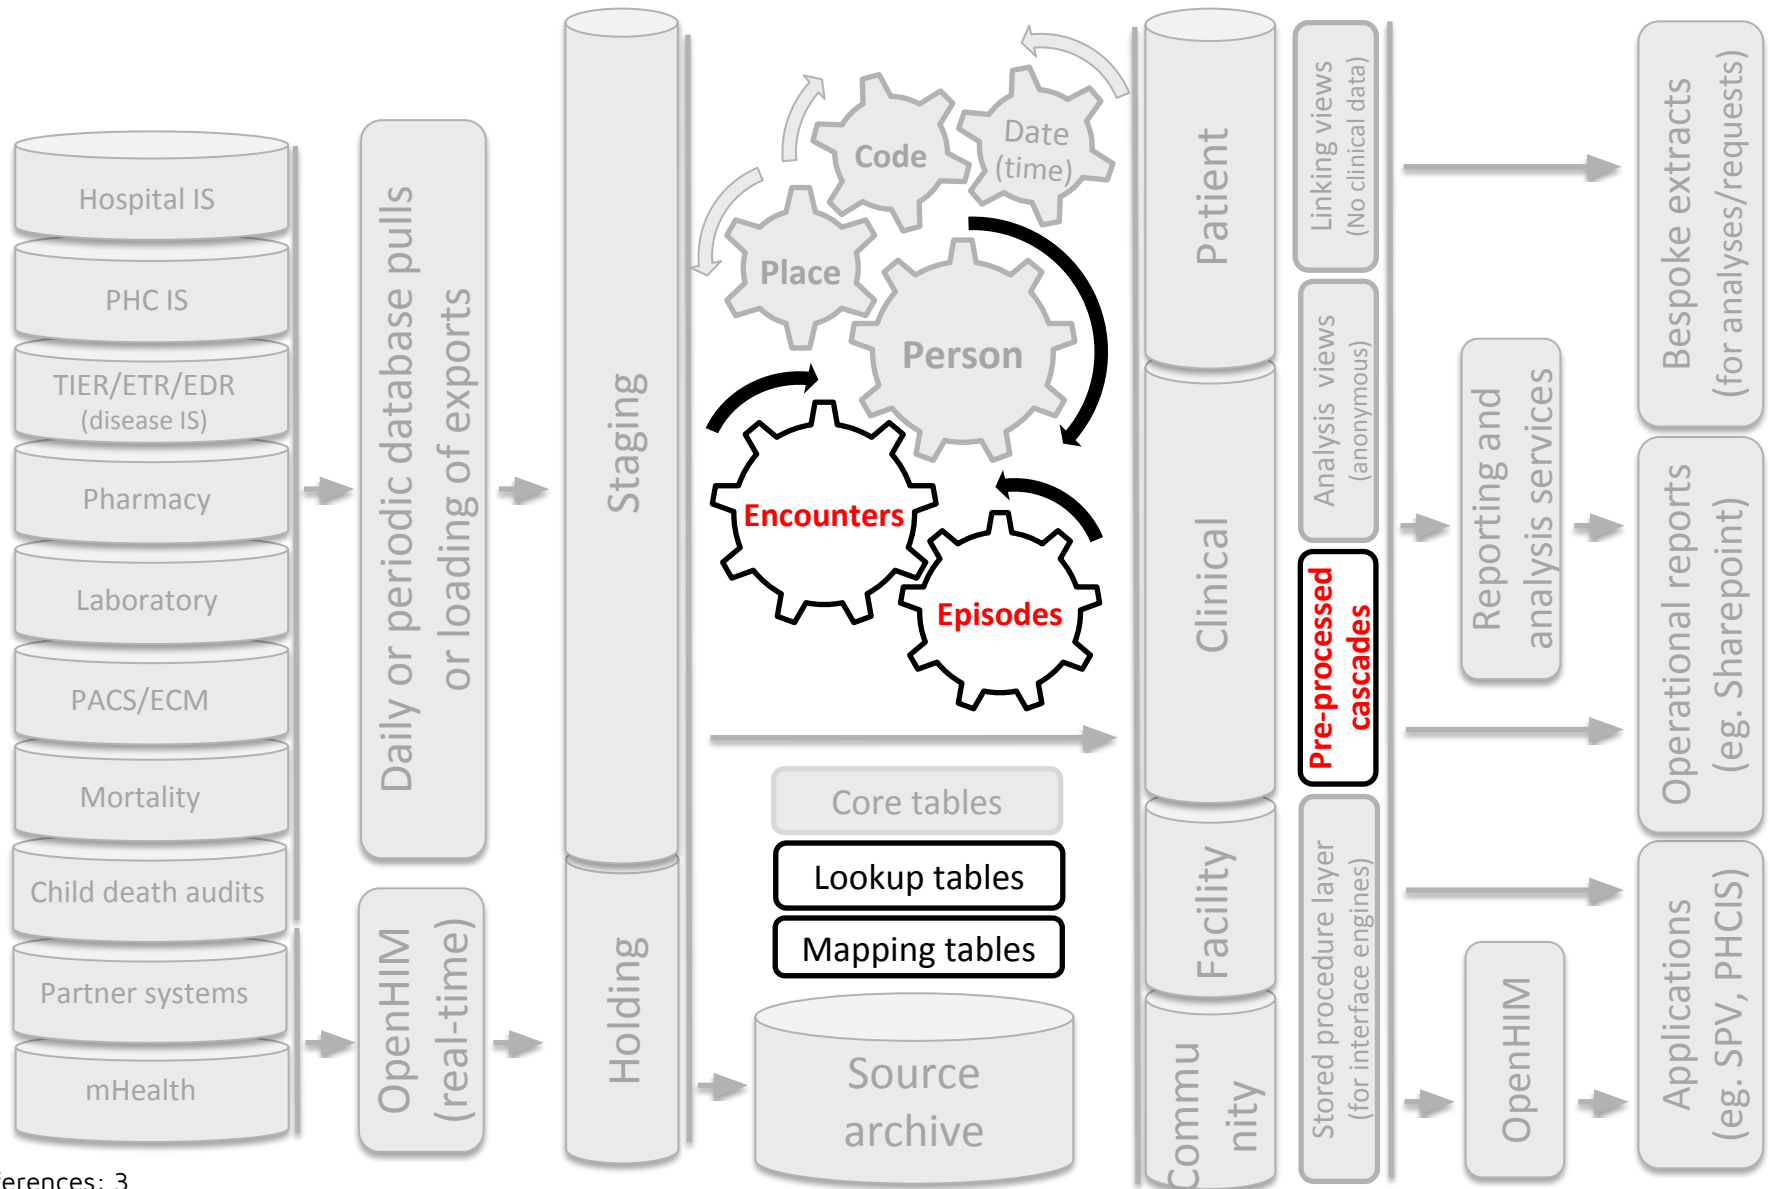 Hospital IS
PHC IS
TIER/ETR/EDR
(disease IS)
Pharmacy
Laboratory
PACS/ECM
Mortality
Child death audits
Partner systems
mHealth
Daily or periodic database pulls
or loading of exports
OpenHIM
(real-time)
Staging
Holding
Code
Date
(time)
Place
Person
Encounters
Episodes
Core tables
Lookup tables
Mapping tables
Source
archive
Patient
Clinical
Facility
Commu
nity
Linking views
(No clinical data)
Analysis views
(anonymous)
Pre-processed
cascades
Stored procedure layer
(for interface engines)
Reporting and
analysis services
OpenHIM
Bespoke extracts
(for analyses/requests)
Operational reports
(eg. Sharepoint)
Applications
(eg. SPV, PHCIS)
ferences: 3